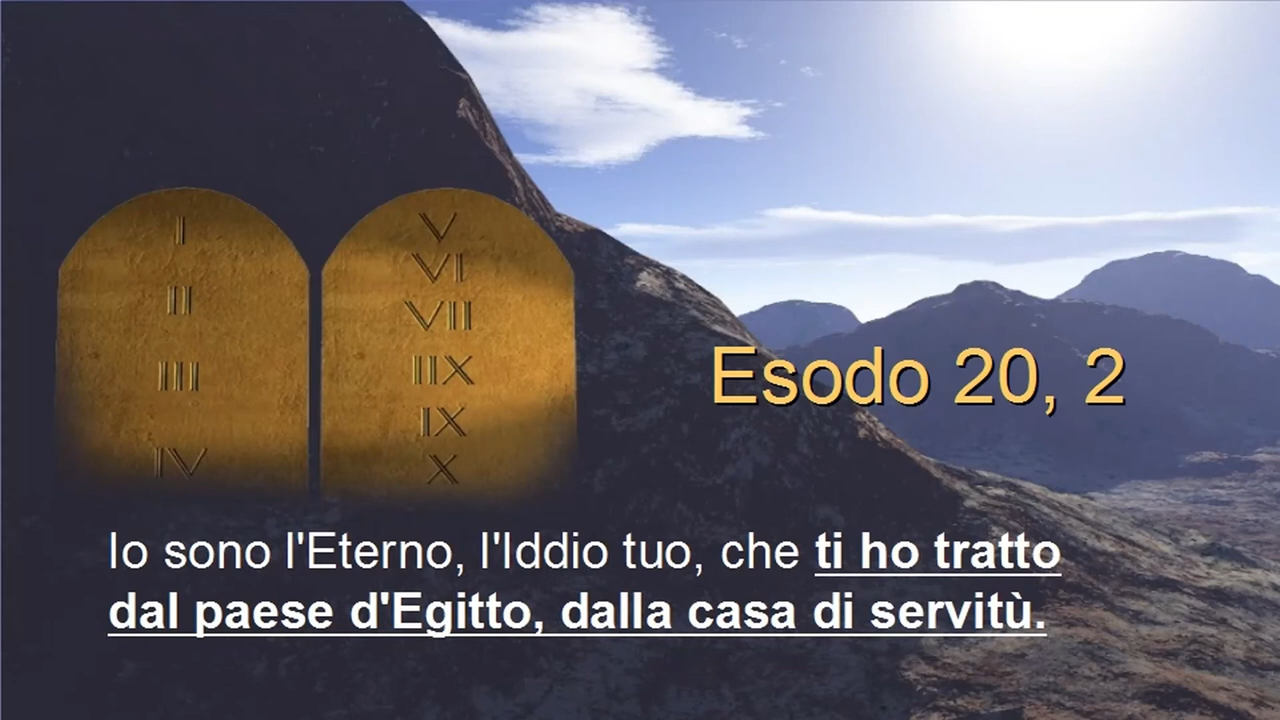 I
II
III
IV
V
VI
VII
IIX
IX
X
Esodo 20, 2
Io sono l'Eterno, l'Iddio tuo, che ti ho tratto
dal paese d'Egitto, dalla casa di servitù.